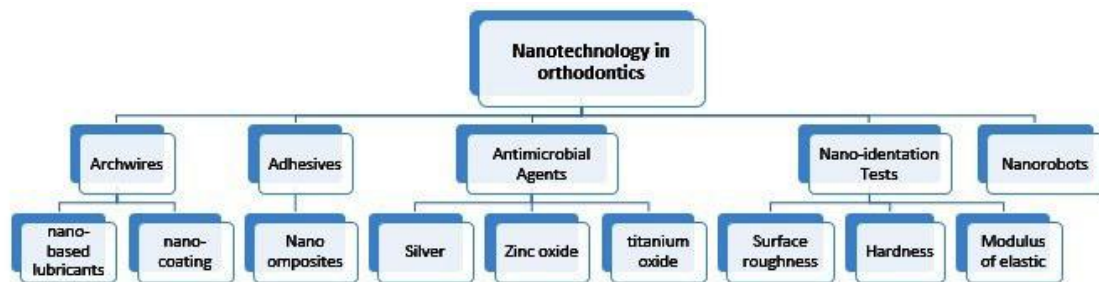 Nanotechnology in
orthodontics
Archwires
Adhesives
Antimicrobial
Agents
Nano-identation
Tests
Nanorobots
nano-
based
lubricants
nano-
coating
Nano
omposites
Silver
Zinc oxide
titanium
oxide
Surface
roughness
Hardness
Modulus
of elastic